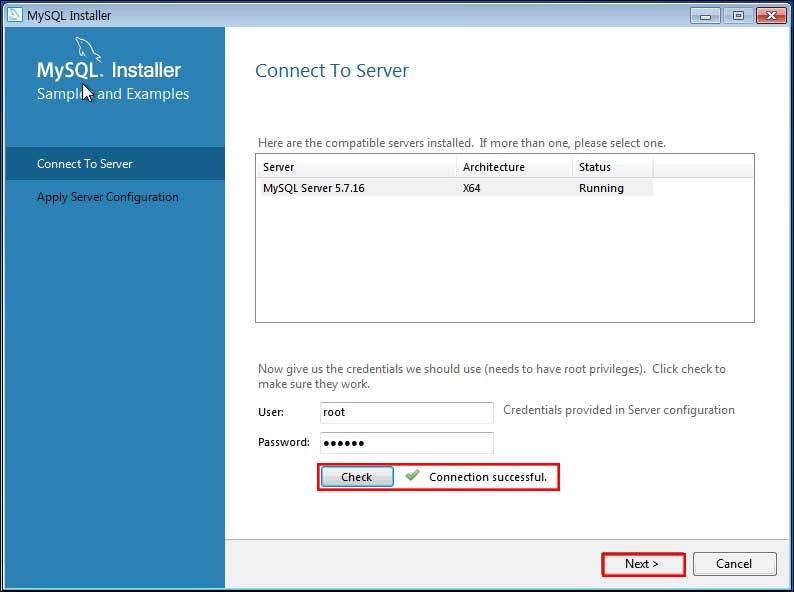 MySQL Installer
MySQL. Installer
Samples and Examples
Connect To Server
Apply Server Configuration
Connect To Server
Here are the compatible servers installed. If more than one, please select one.
Server Architecture Status
MySQL Server 5.7.16 X64 Running
Now give us the credentials we should use (needs to have root privileges). Click check to
make sure they work.
User: root Credentials provided in Server configuration
Password: ••••••
Check Connection successful.
Next > Cancel